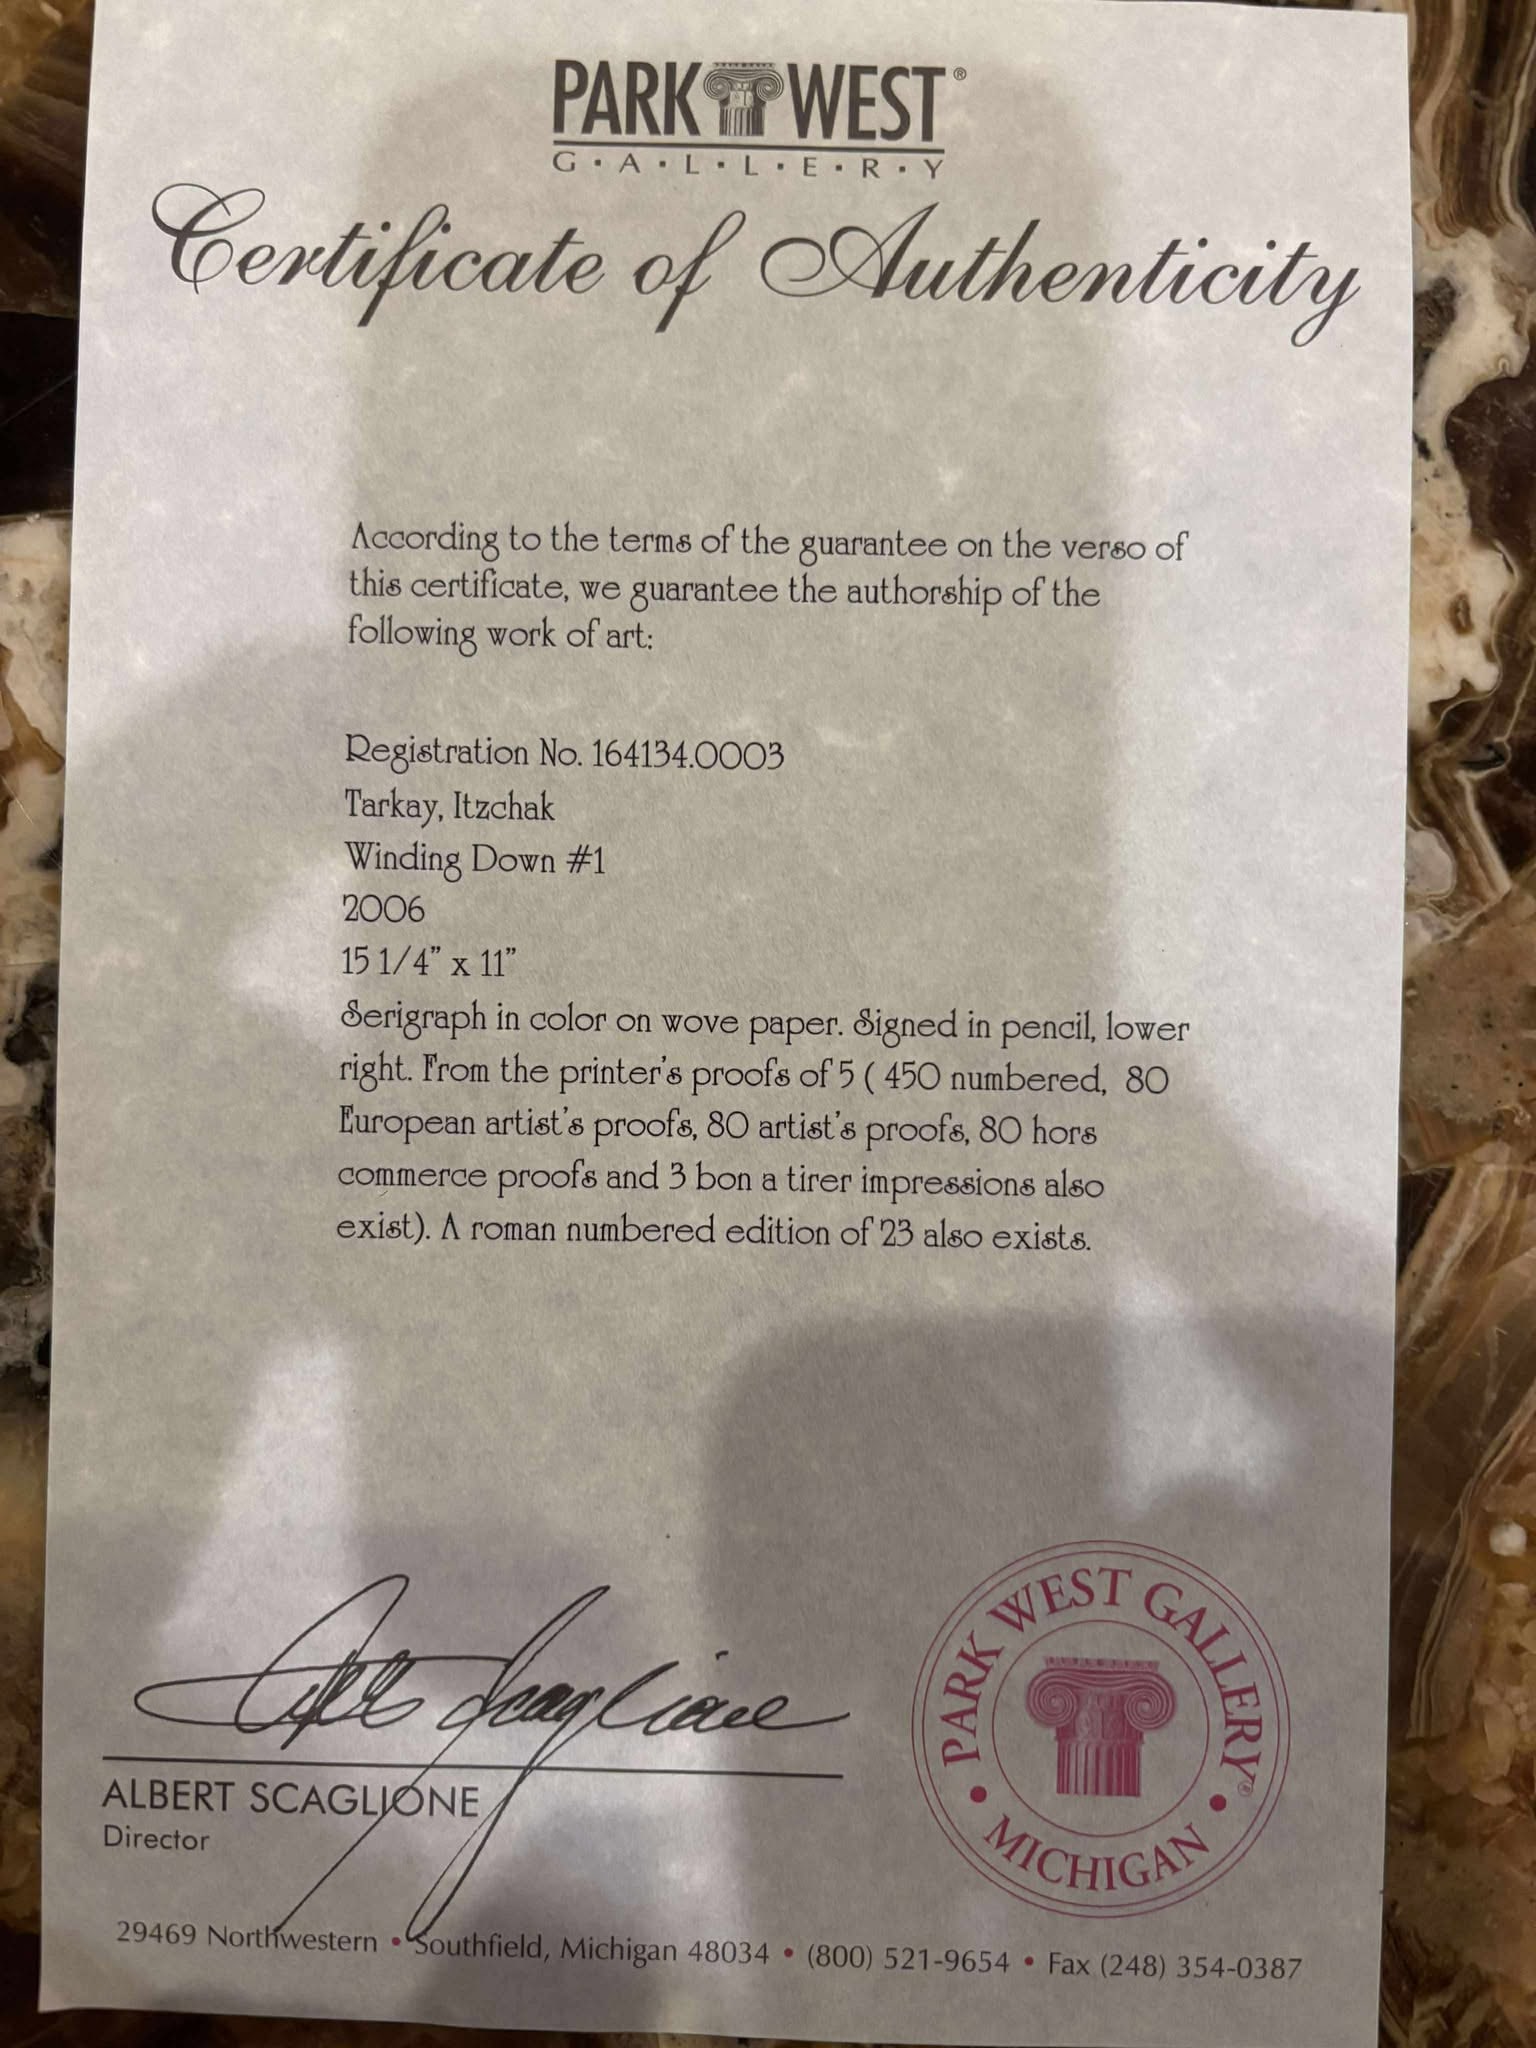 PARK WEST®
G·A·L·L·E·R·Y
Certificate of Authenticity
According to the terms of the guarantee on the verso of
this certificate, we guarantee the authorship of the
following work of art:
Registration No. 164134.0003
Tarkay, Itzchak
Winding Down #1
2006
15 1/4” x 11”
Serigraph in color on wove paper. Signed in pencil, lower
right. From the printer’s proofs of 5 ( 450 numbered,  80
European artist’s proofs, 80 artist’s proofs, 80 hors
commerce proofs and 3 bon a tirer impressions also
exist). A roman numbered edition of 23 also exists.
Albert Scaglione
ALBERT SCAGLIONE
Director
PARK WEST GALLERY®
• MICHIGAN •
29469 Northwestern • Southfield, Michigan 48034 • (800) 521-9654 • Fax (248) 354-0387